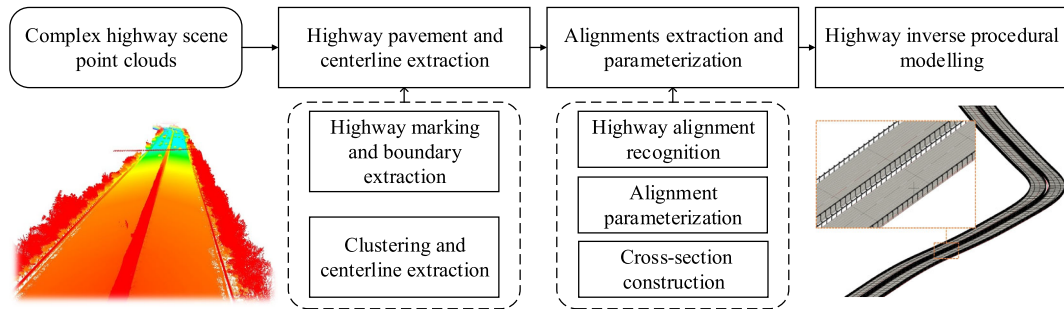 Complex highway scene
point clouds
Highway pavement and
centerline extraction
Alignments extraction and
parameterization
Highway inverse procedural
modelling
Highway marking
and boundary
extraction
Clustering and
centerline extraction
Highway alignment
recognition
Alignment
parameterization
Cross-section
construction